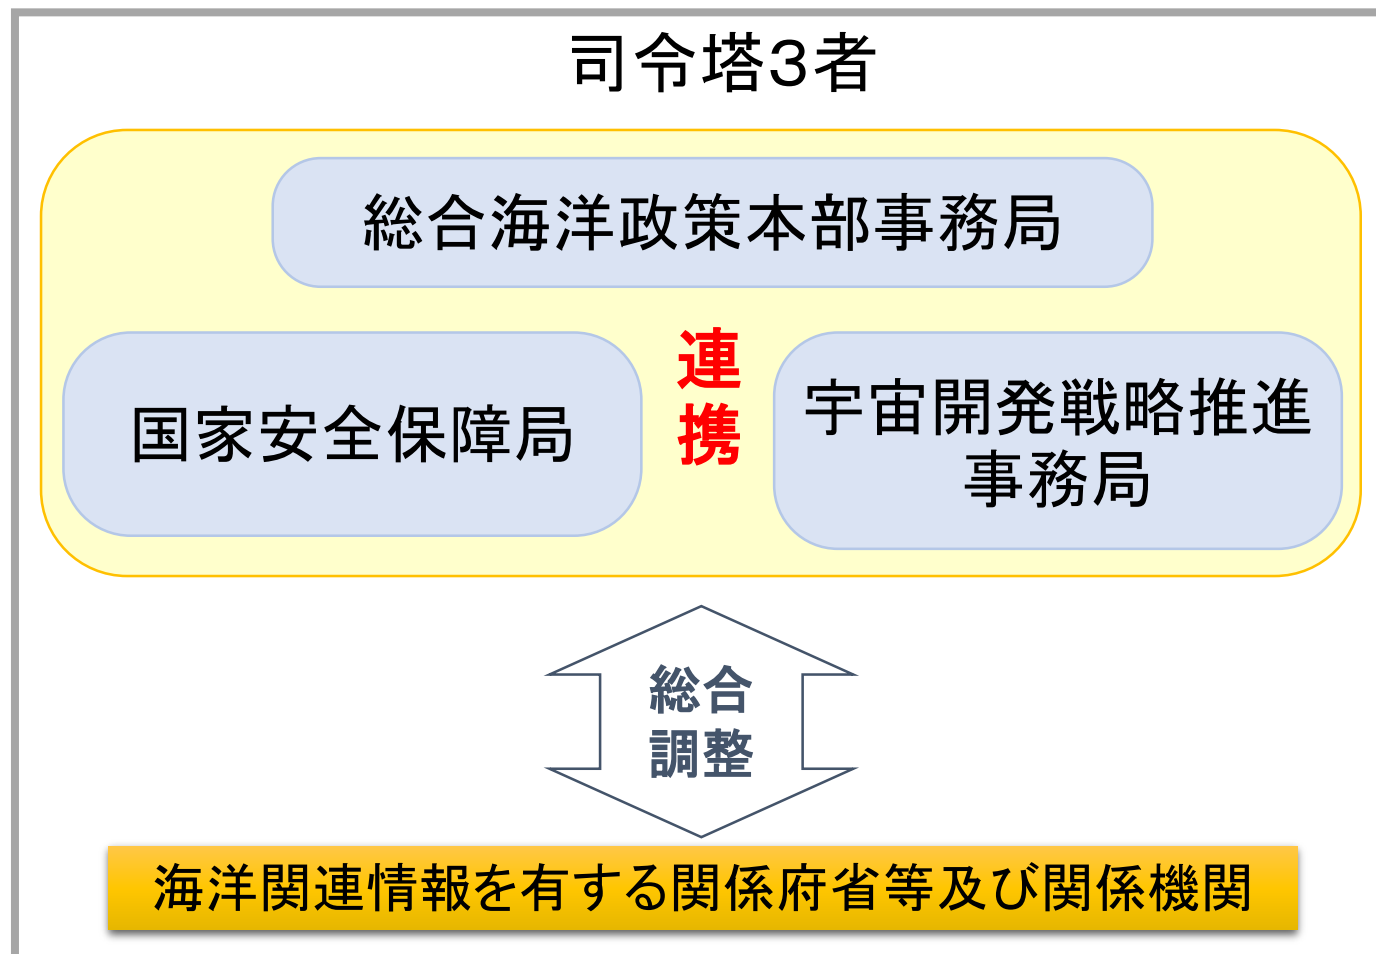 司令塔３者
総合海洋政策本部事務局
連
携
国家安全保障局
宇宙開発戦略推進
事務局
総合
調整
海洋関連情報を有する関係府省等及び関係機関